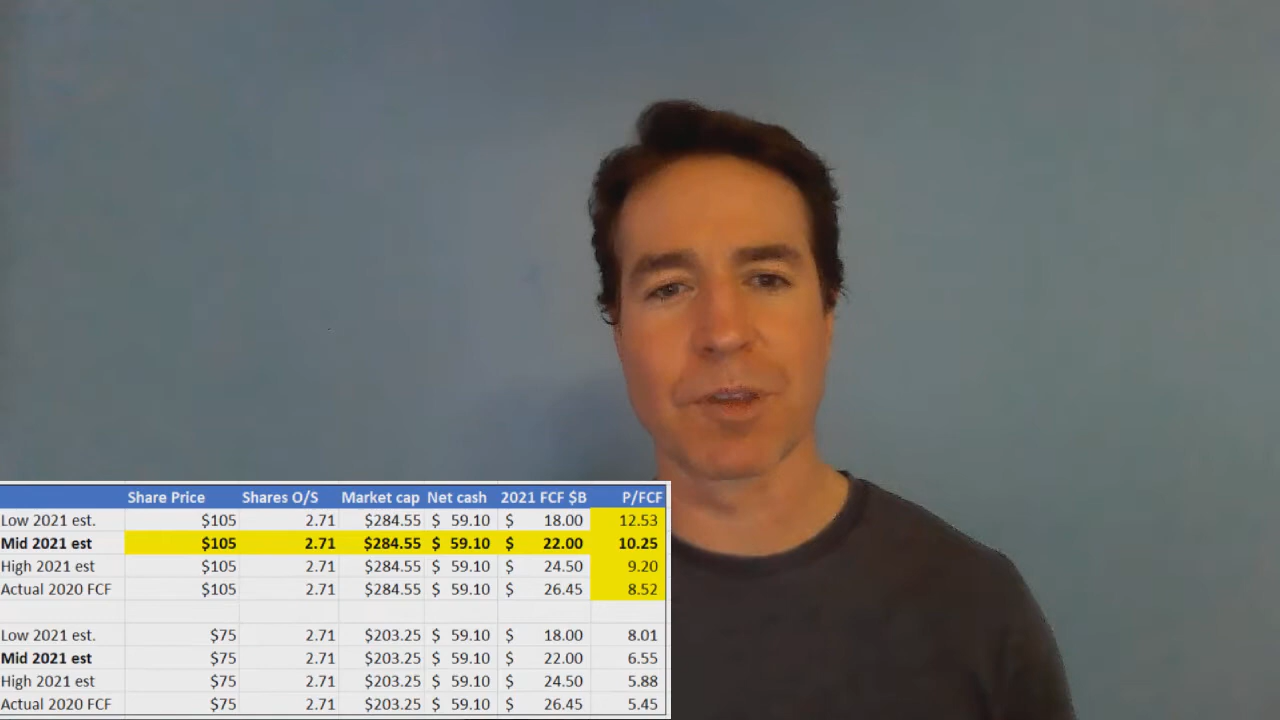 Share Price Shares O/S Market cap Net cash 2021 FCF $B P/FCF
Low 2021 est. $105 2.71 $284.55 $ 59.10 $ 18.00 12.53
Mid 2021 est $105 2.71 $284.55 $ 59.10 $ 22.00 10.25
High 2021 est $105 2.71 $284.55 $ 59.10 $ 24.50 9.20
Actual 2020 FCF $105 2.71 $284.55 $ 59.10 $ 26.45 8.52
Low 2021 est. $75 2.71 $203.25 $ 59.10 $ 18.00 8.01
Mid 2021 est $75 2.71 $203.25 $ 59.10 $ 22.00 6.55
High 2021 est $75 2.71 $203.25 $ 59.10 $ 24.50 5.88
Actual 2020 FCF $75 2.71 $203.25 $ 59.10 $ 26.45 5.45